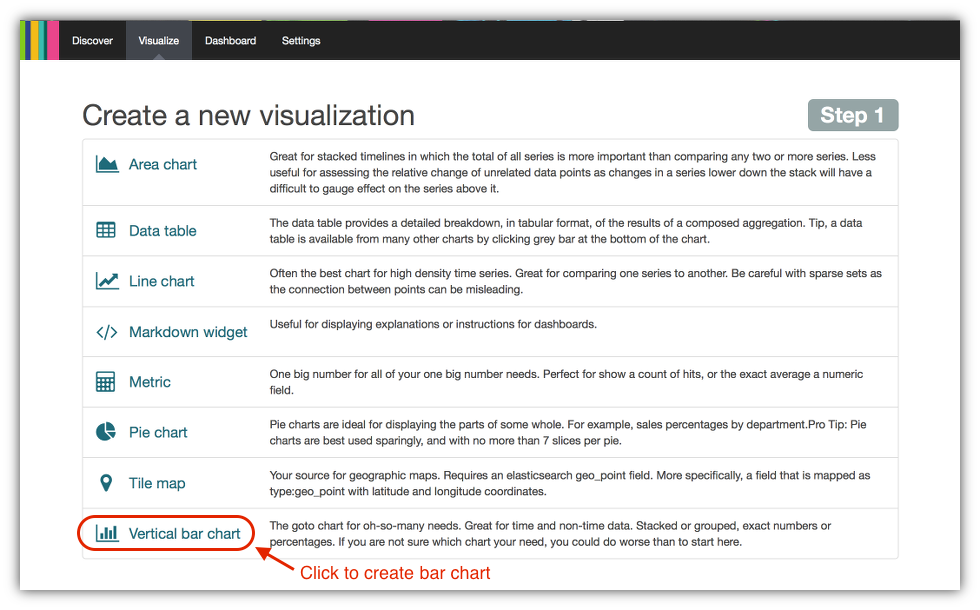 Discover Visualize Dashboard Settings
Create a new visualization
Step 1
Area chart
Great for stacked timelines in which the total of all series is more important than comparing any two or more series. Less
useful for assessing the relative change of unrelated data points as changes in a series lower down the stack will have a
difficult to gauge effect on the series above it.
Data table
The data table provides a detailed breakdown, in tabular format, of the results of a composed aggregation. Tip, a data
table is available from many other charts by clicking grey bar at the bottom of the chart.
Line chart
Often the best chart for high density time series. Great for comparing one series to another. Be careful with sparse sets as
the connection between points can be misleading.
Markdown widget
Useful for displaying explanations or instructions for dashboards.
Metric
One big number for all of your one big number needs. Perfect for show a count of hits, or the exact average a numeric
field.
Pie chart
Pie charts are ideal for displaying the parts of some whole. For example, sales percentages by department.Pro Tip: Pie
charts are best used sparingly, and with no more than 7 slices per pie.
Tile map
Your source for geographic maps. Requires an elasticsearch geo_point field. More specifically, a field that is mapped as
type:geo_point with latitude and longitude coordinates.
Vertical bar chart
The goto chart for oh-so-many needs. Great for time and non-time data. Stacked or grouped, exact numbers or
percentages. If you are not sure which chart your need, you could do worse than to start here.
Click to create bar chart